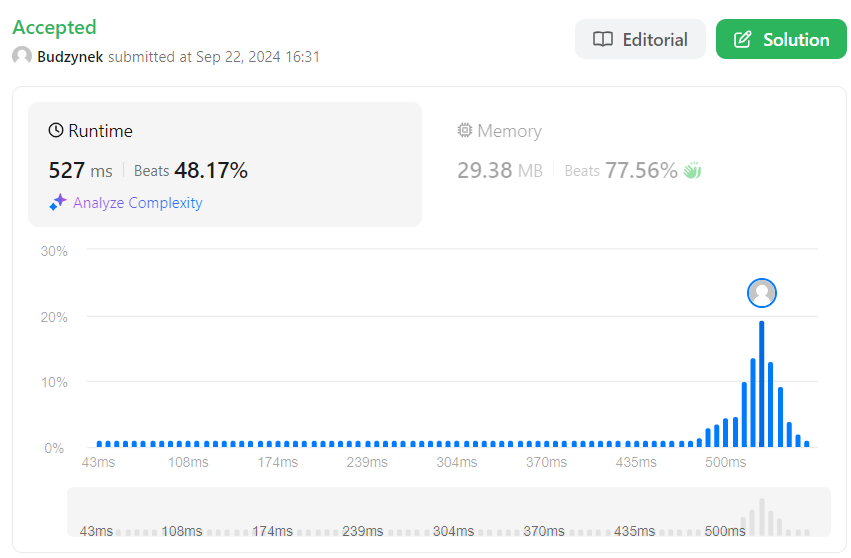 Accepted
Editorial
Solution
Budzynek submitted at Sep 22, 2024 16:31
Runtime
527 ms Beats 48.17%
Analyze Complexity
Memory
29.38 MB Beats 77.56%
30%
20%
10%
0%
43ms 108ms 174ms 239ms 304ms 370ms 435ms 500ms
43ms 108ms 174ms 239ms 304ms 370ms 435ms 500ms